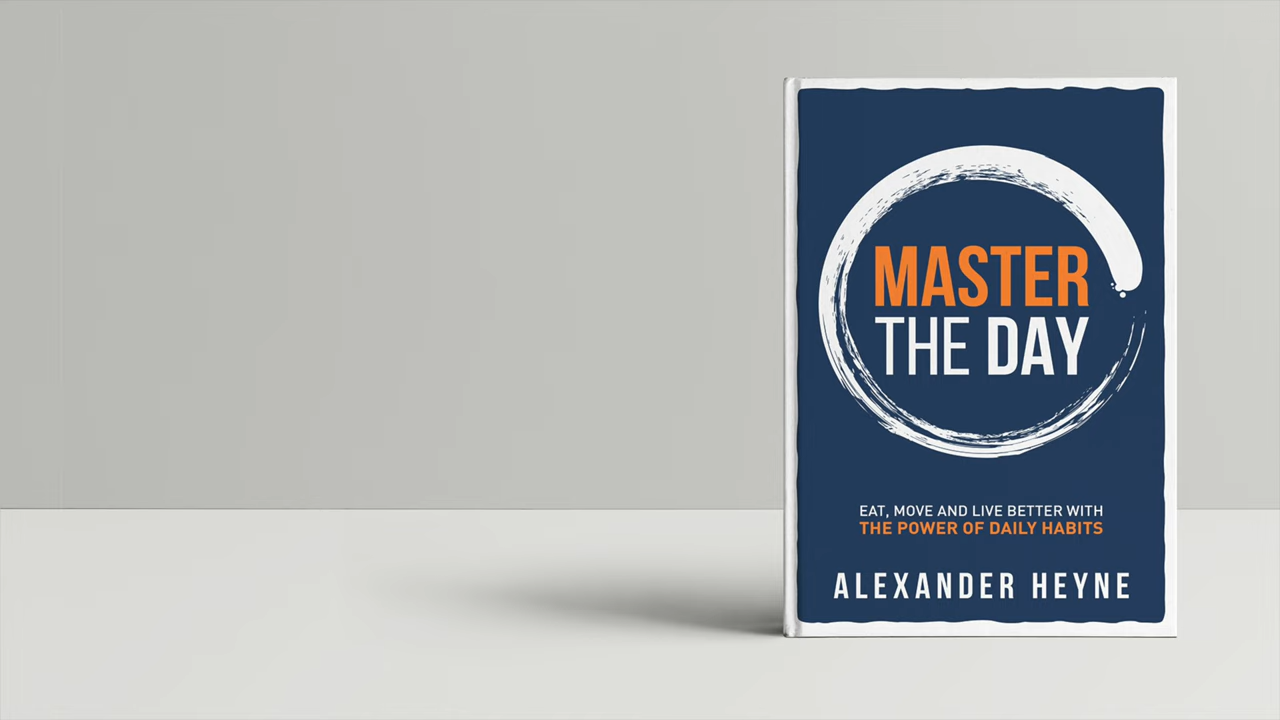 MASTER
THE DAY
EAT, MOVE AND LIVE BETTER WITH
THE POWER OF DAILY HABITS
ALEXANDER HEYNE